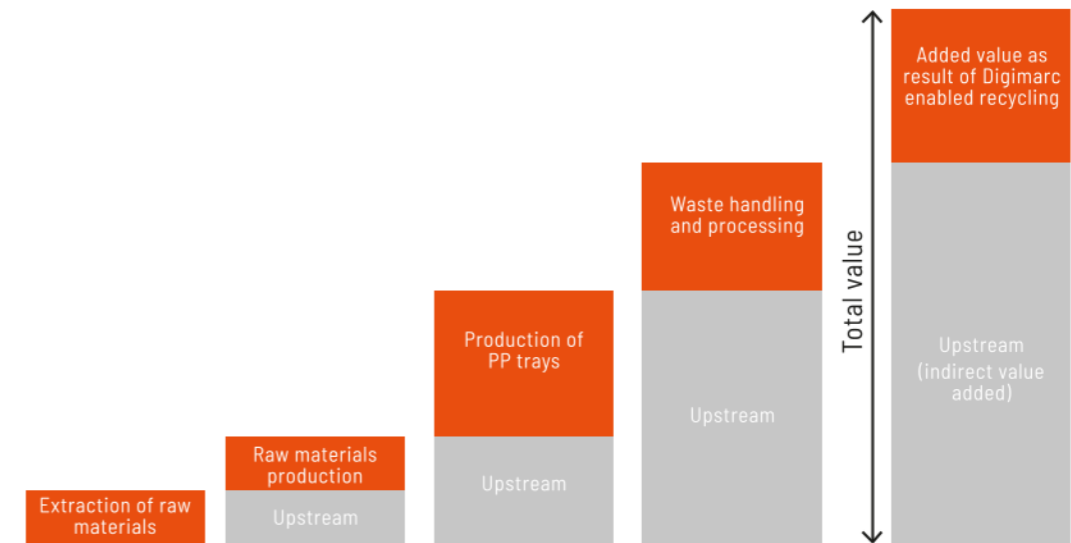 Extraction of raw
materials
Raw materials
production
Upstream
Production of
PP trays
Upstream
Waste handling
and processing
Upstream
Total value
Added value as
result of Digimarc
enabled recycling
Upstream
(indirect value
added)